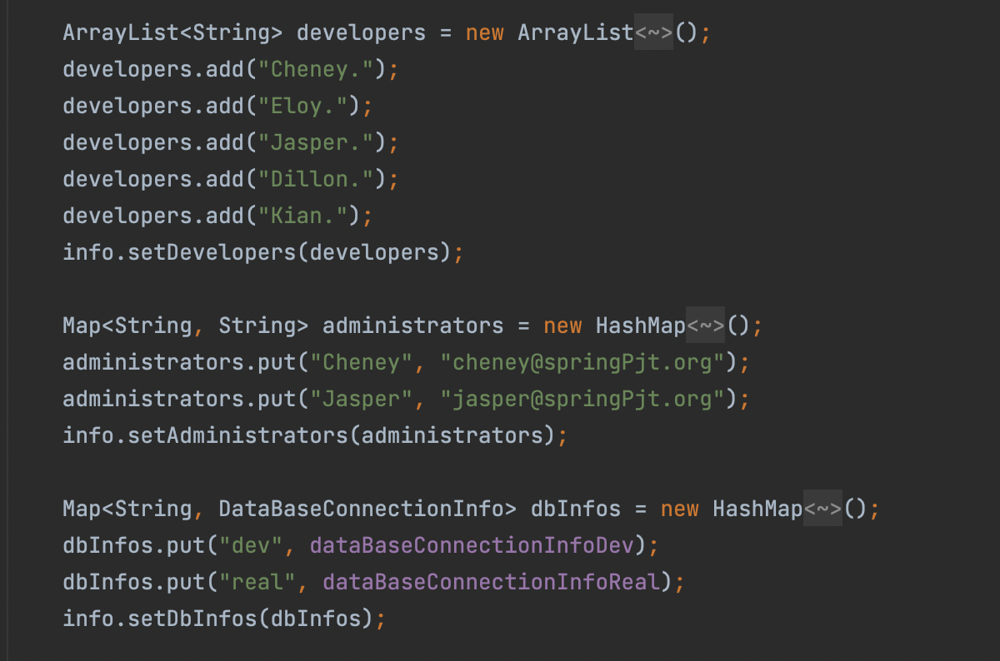 ArrayList<String> developers = new ArrayList<~>();
developers.add("Cheney.");
developers.add("Eloy.");
developers.add("Jasper.");
developers.add("Dillon.");
developers.add("Kian.");
info.setDevelopers(developers);
Map<String, String> administrators = new HashMap<~>();
administrators.put("Cheney", "cheney@springPjt.org");
administrators.put("Jasper", "jasper@springPjt.org");
info.setAdministrators(administrators);
Map<String, DataBaseConnectionInfo> dbInfos = new HashMap<~>();
dbInfos.put("dev", dataBaseConnectionInfoDev);
dbInfos.put("real", dataBaseConnectionInfoReal);
info.setDbInfos(dbInfos);